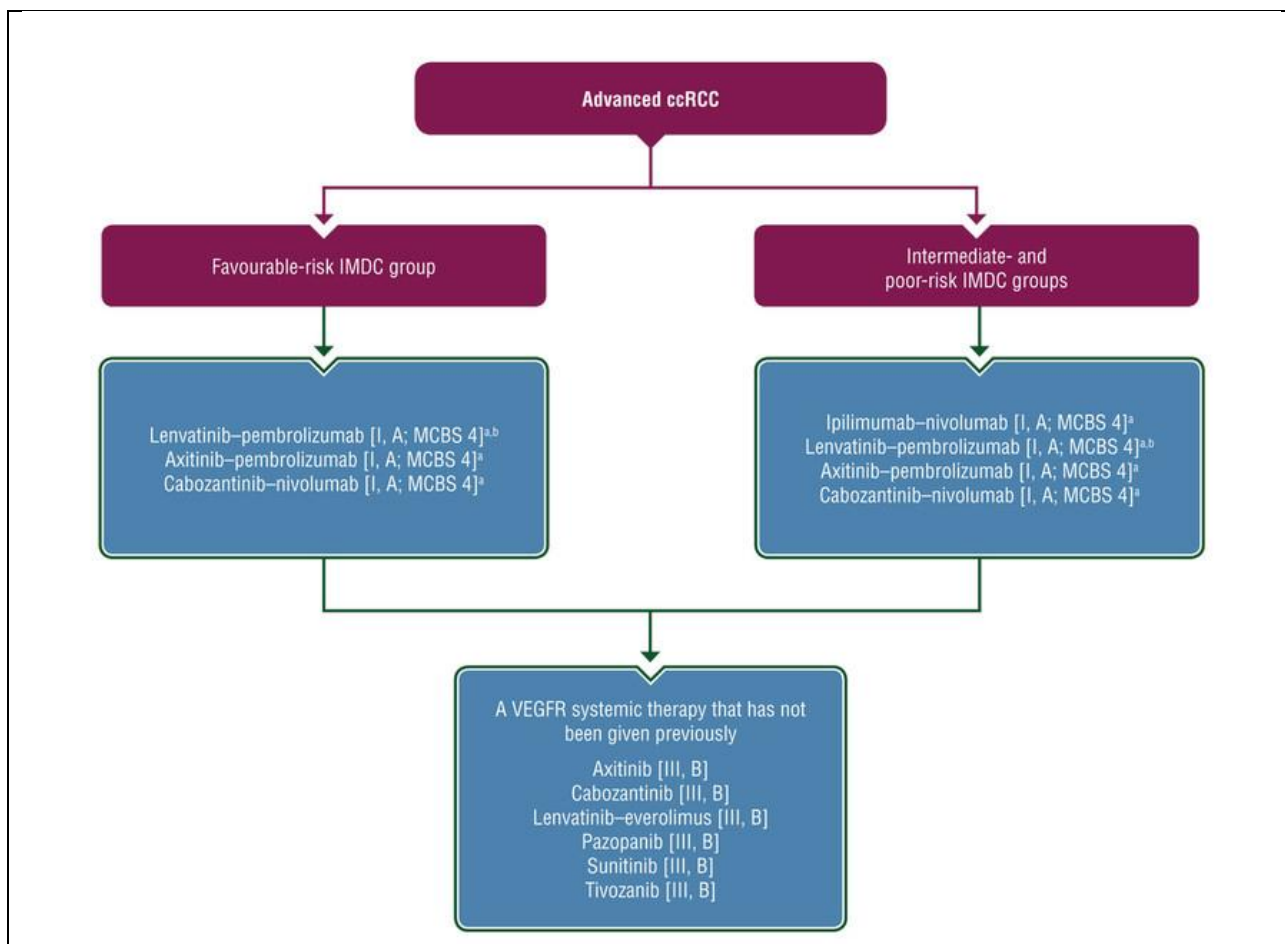 Advanced ccRCC
Favourable-risk IMDC group
Intermediate- and
poor-risk IMDC groups
Lenvatinib–pembrolizumab [I, A; MCBS 4]a,b
Axitinib–pembrolizumab [I, A; MCBS 4]a
Cabozantinib–nivolumab [I, A; MCBS 4]a
Ipilimumab–nivolumab [I, A; MCBS 4]a
Lenvatinib–pembrolizumab [I, A; MCBS 4]a,b
Axitinib–pembrolizumab [I, A; MCBS 4]a
Cabozantinib–nivolumab [I, A; MCBS 4]a
A VEGFR systemic therapy that has not
been given previously
Axitinib [III, B]
Cabozantinib [III, B]
Lenvatinib–everolimus [III, B]
Pazopanib [III, B]
Sunitinib [III, B]
Tivozanib [III, B]